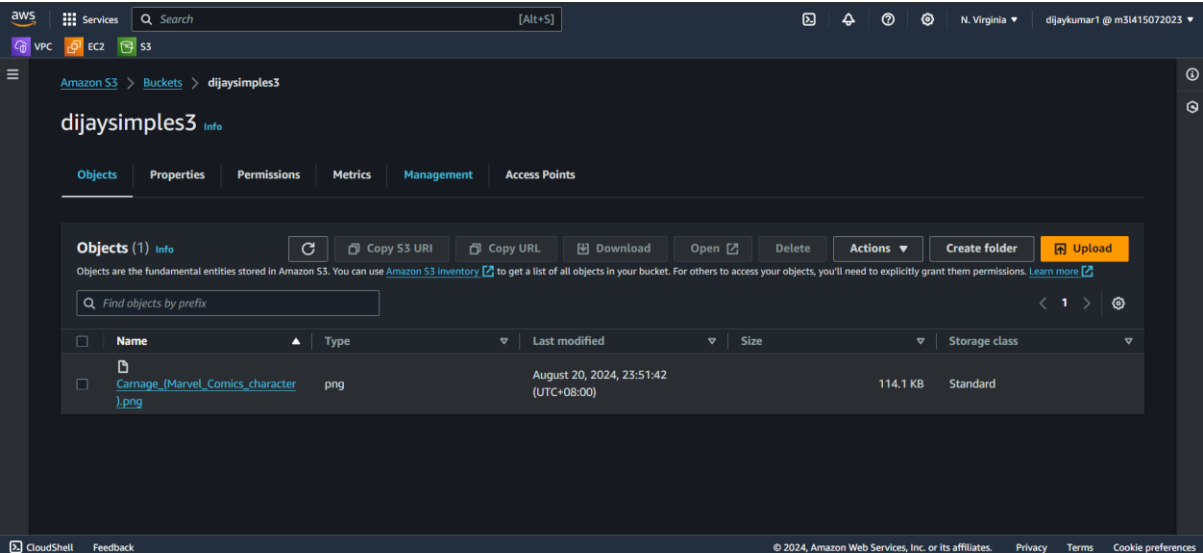 aws
Services
Search
[Alt+S]
N. Virginia
dijaykumar1 @ m3l415072023
VPC
EC2
S3
Amazon S3 > Buckets > dijaysimples3
dijaysimples3 Info
Objects Properties Permissions Metrics Management Access Points
Objects (1) Info
Copy S3 URI
Copy URL
Download
Open
Delete
Actions
Create folder
Upload
Objects are the fundamental entities stored in Amazon S3. You can use Amazon S3 inventory to get a list of all objects in your bucket. For others to access your objects, you'll need to explicitly grant them permissions. Learn more
Find objects by prefix
1
Name Type Last modified Size Storage class
Carnage_(Marvel_Comics_character
).png
png
August 20, 2024, 23:51:42
(UTC+08:00)
114.1 KB
Standard
CloudShell Feedback
© 2024, Amazon Web Services, Inc. or its affiliates. Privacy Terms Cookie preferences